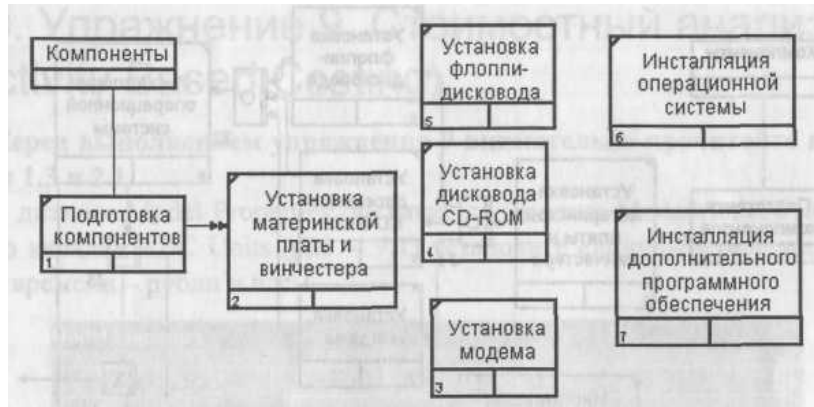 Компоненты
Подготовка
компонентов
1
Установка
материнской
платы и
винчестера
2
Установка
флоппи-
дисковода
5
Установка
дисковода
CD-ROM
4
Установка
модема
3
Инсталляция
операционной
системы
6
Инсталляция
дополнительного
программного
обеспечения
7